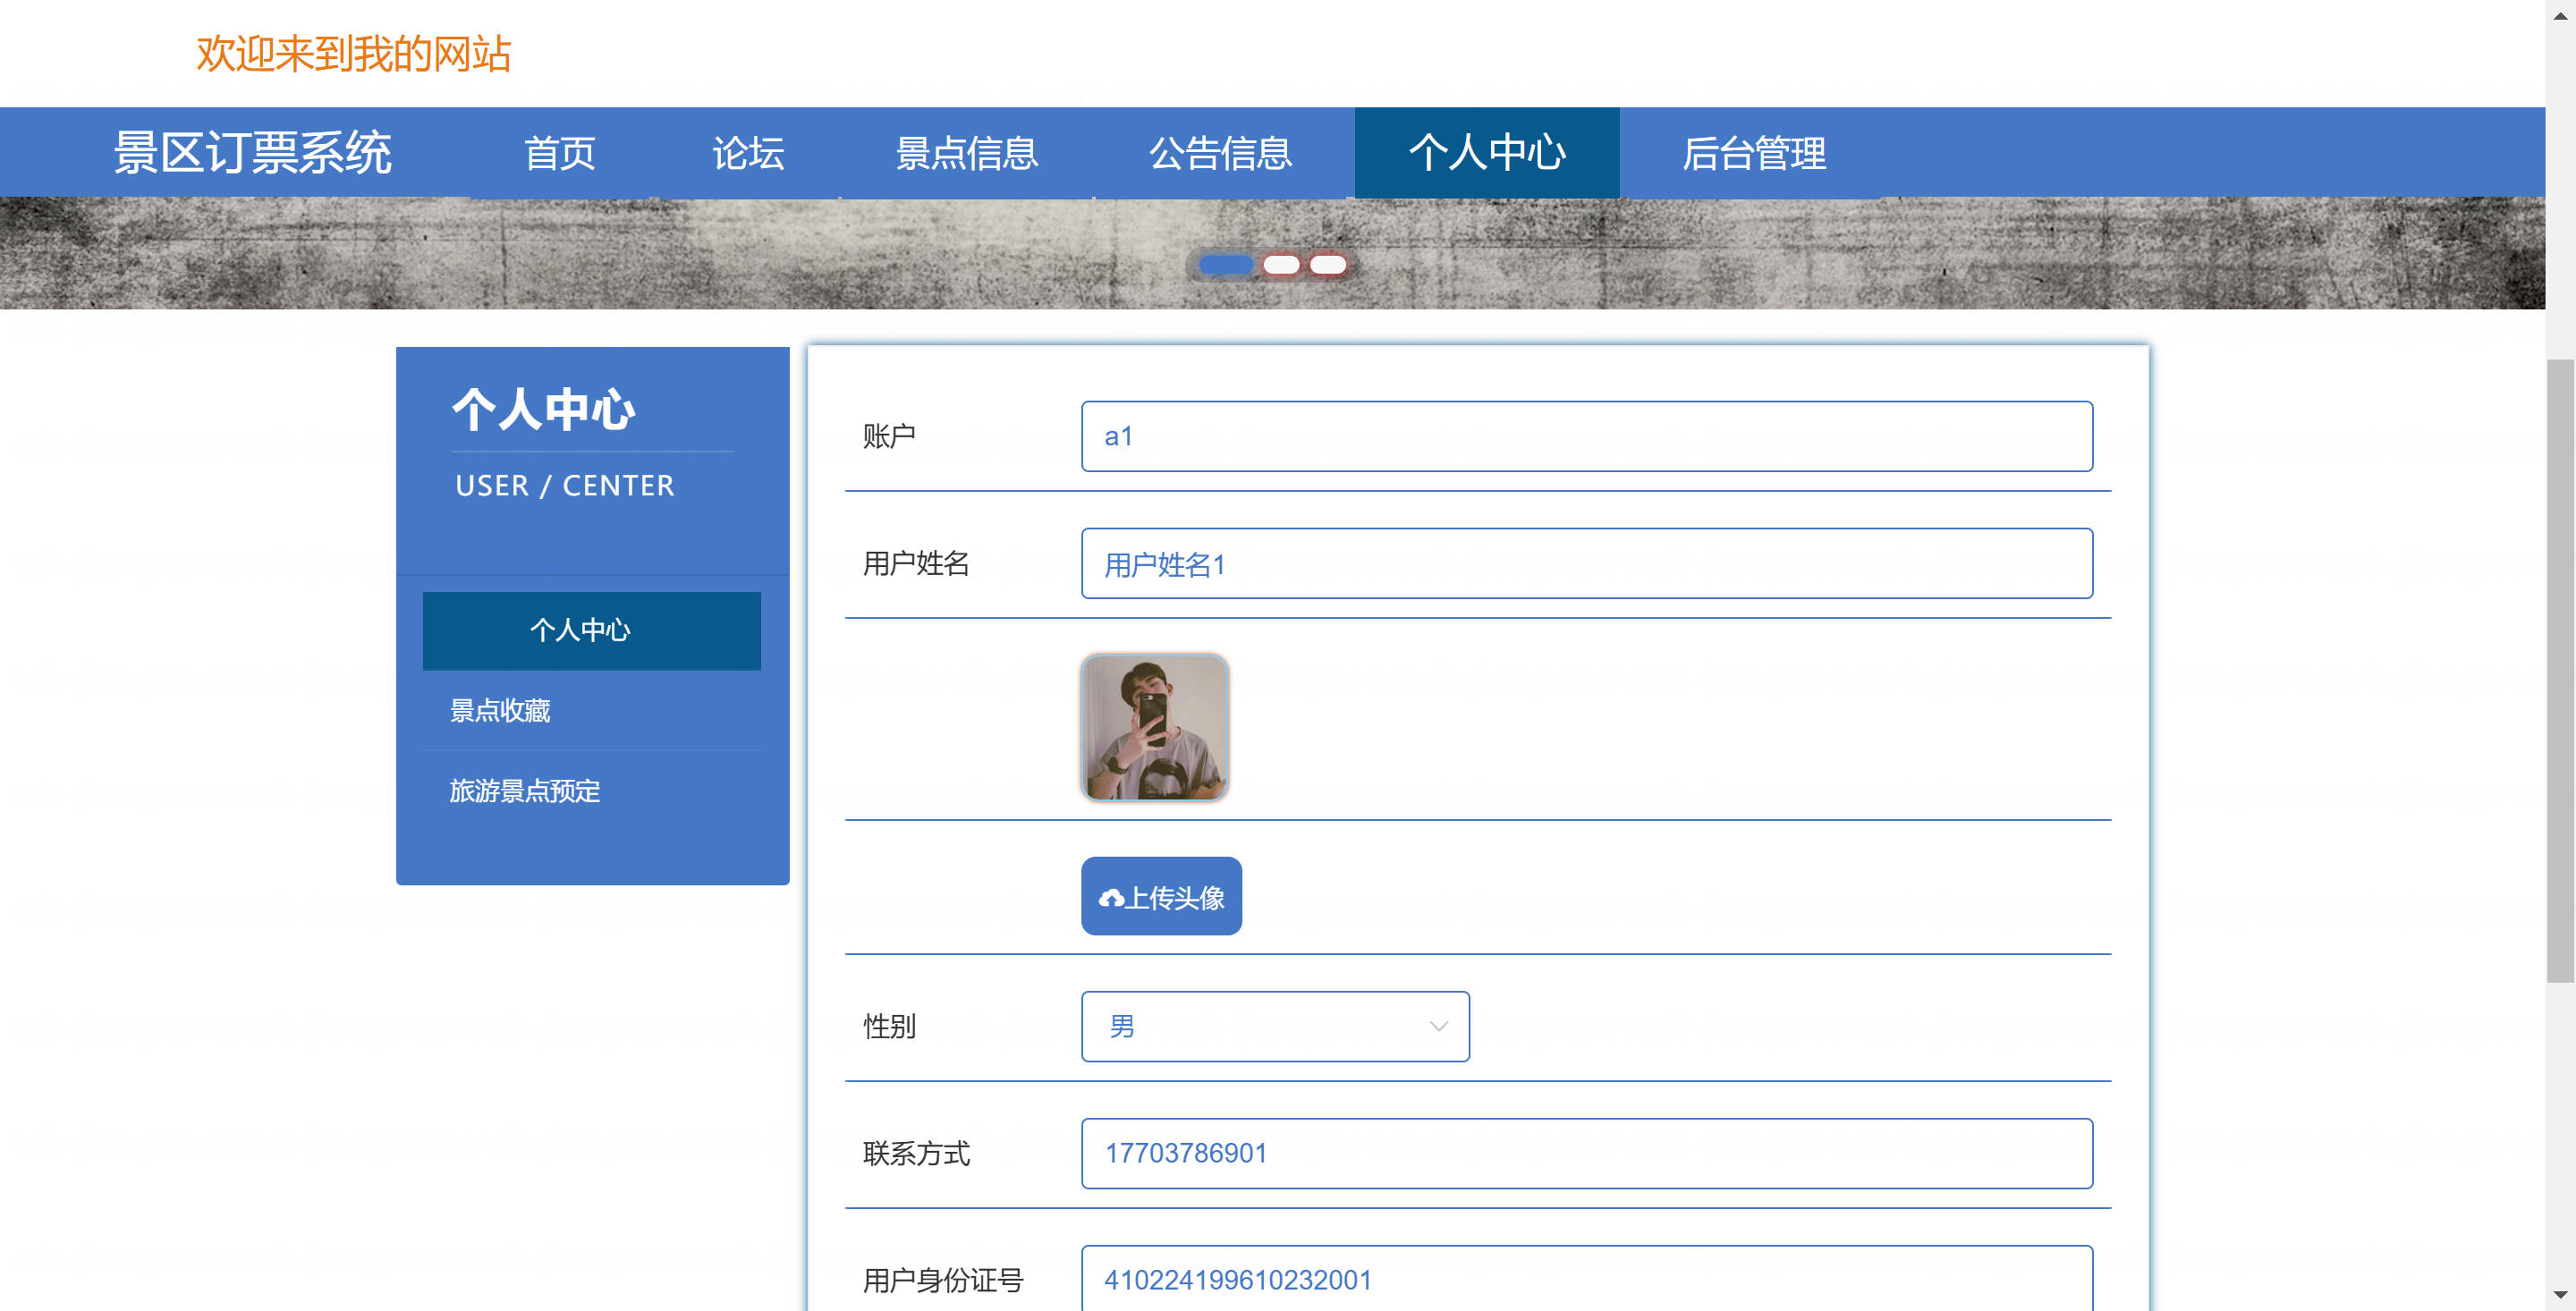 欢迎来到我的网站
景区订票系统 首页 论坛 景点信息 公告信息 个人中心 后台管理
个人中心
USER / CENTER
个人中心
景点收藏
旅游景点预定
账户 a1
用户姓名 用户姓名1
上传头像
性别 男
联系方式 17703786901
用户身份证号 410224199610232001